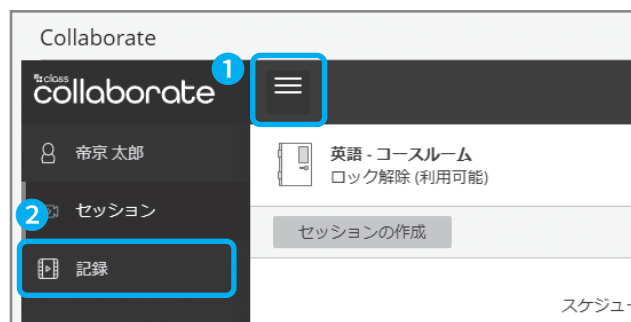 Collaborate
class
collaborate
1
帝京 太郎
セッション
2
記録
英語 - コースルーム
ロック解除 (利用可能)
セッションの作成
スケジュー